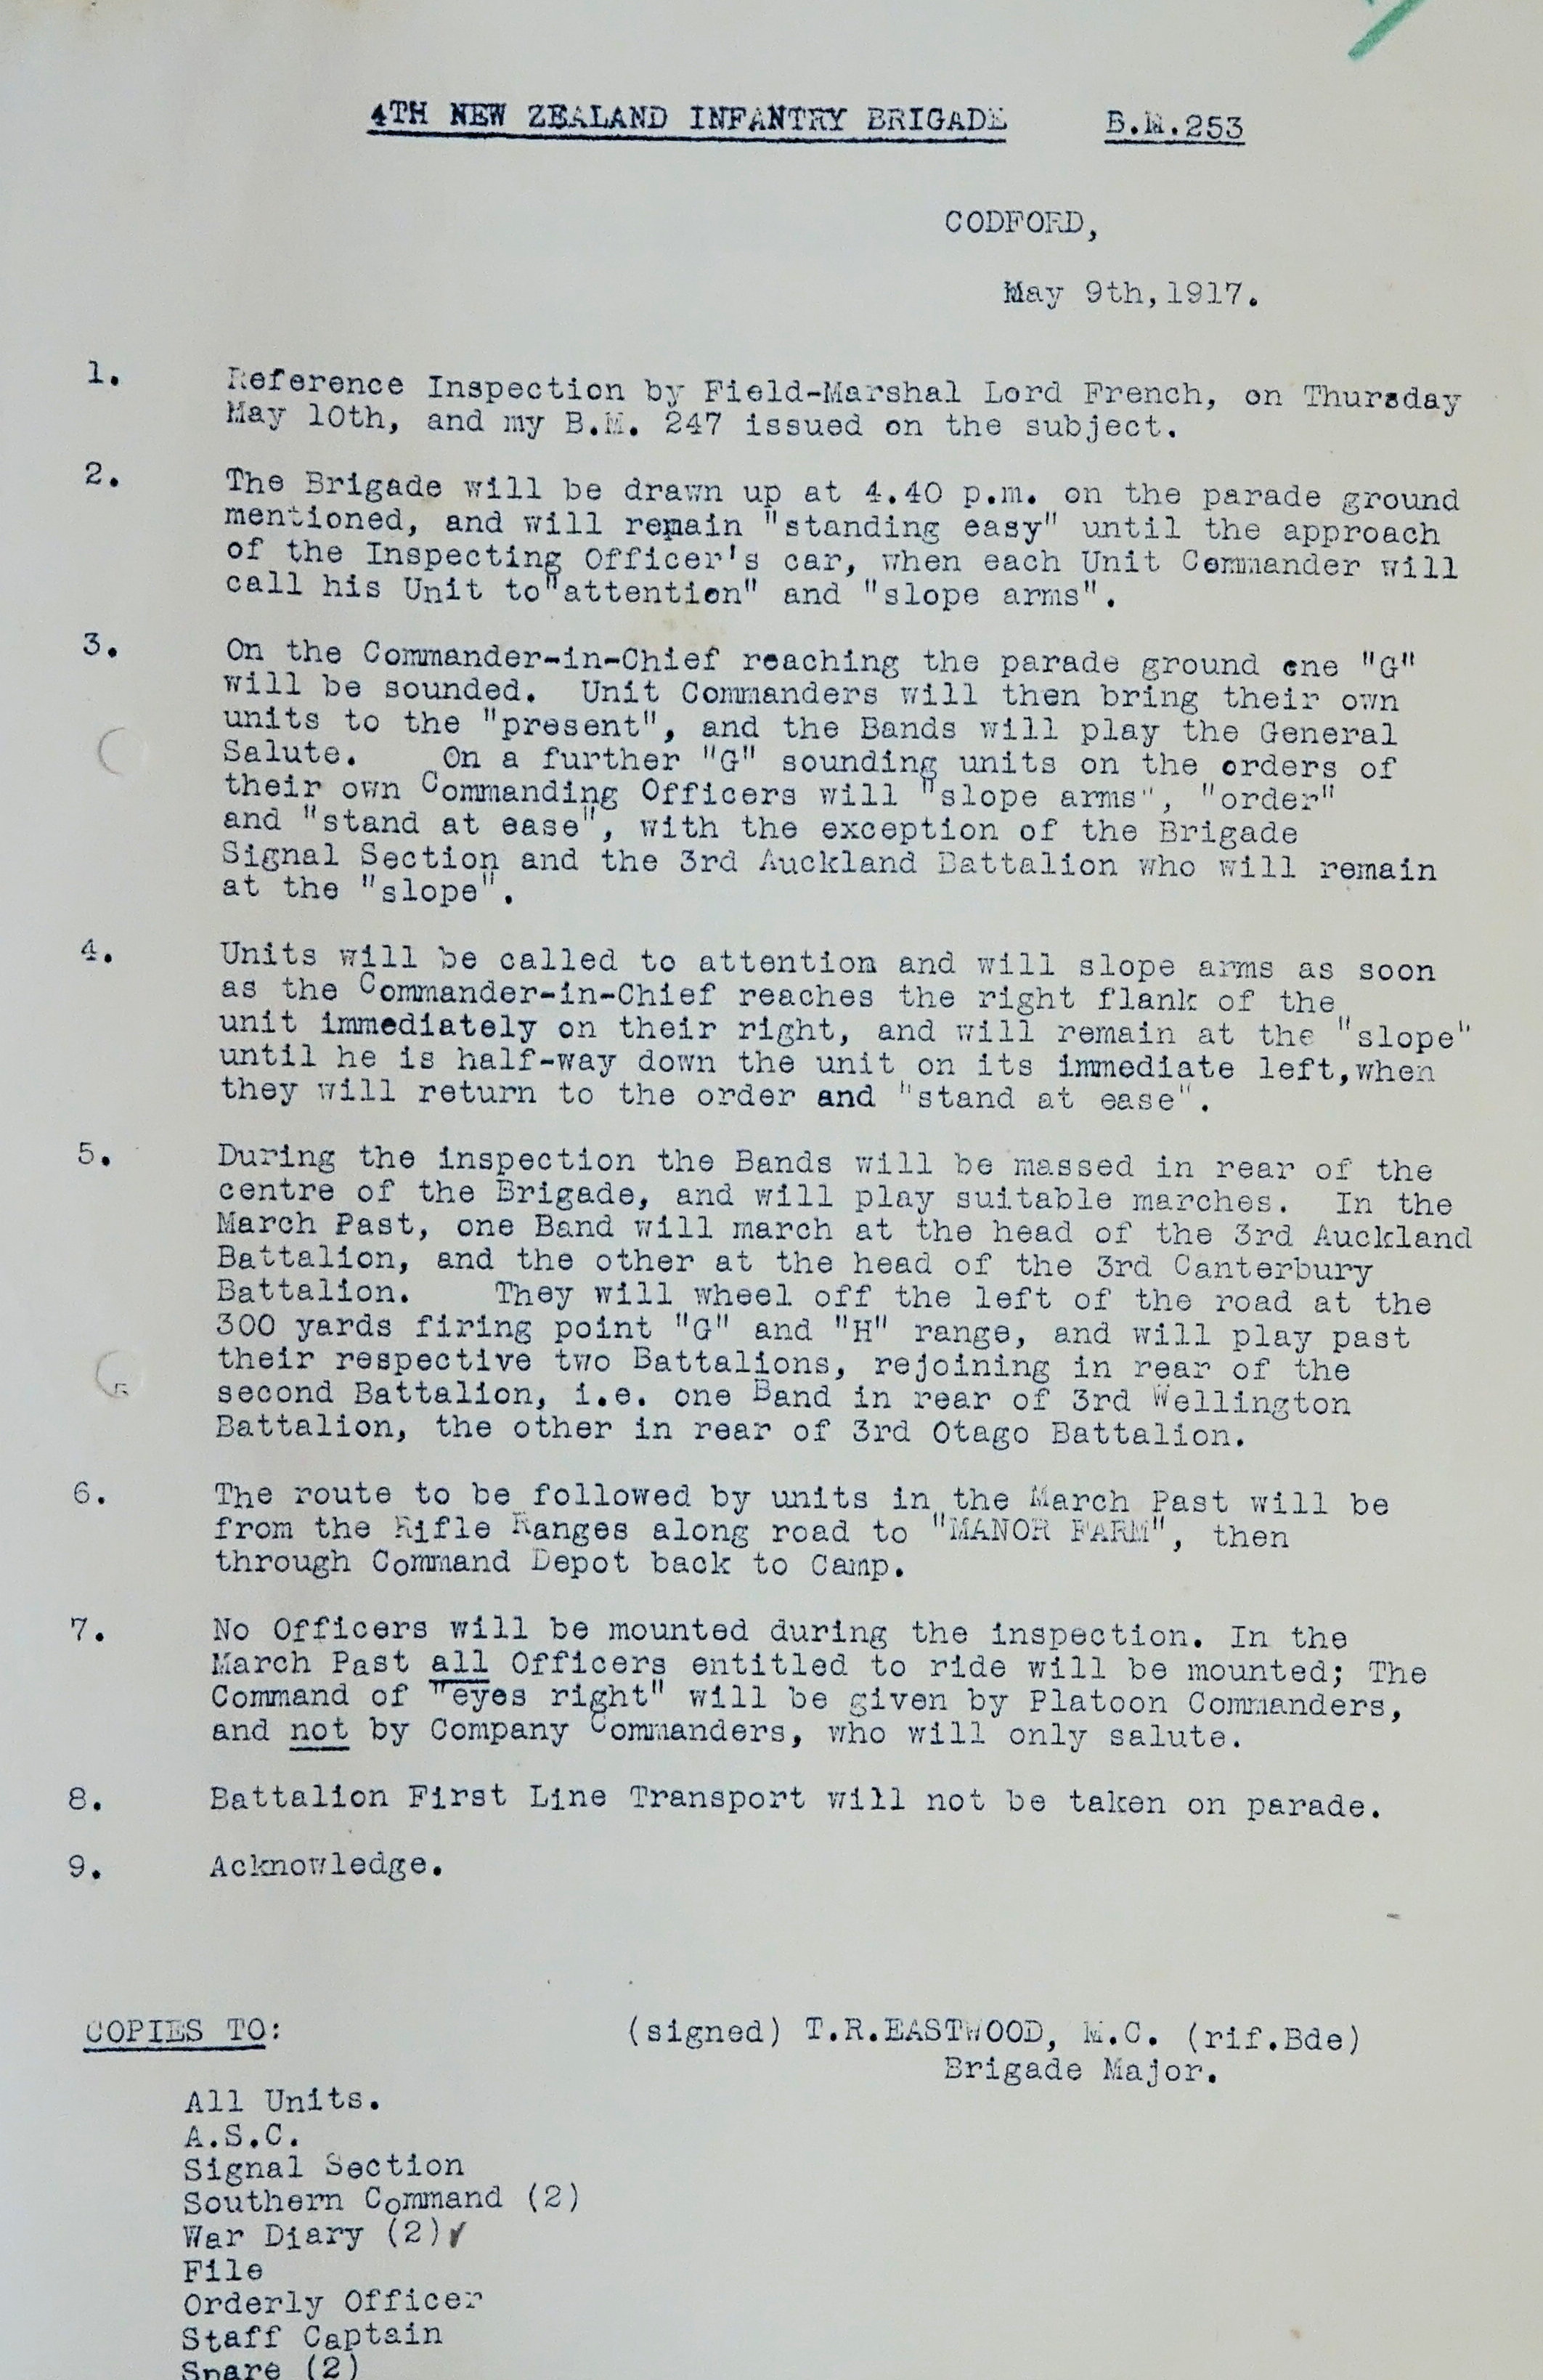 4TH NEW ZEALAND INFANTRY BRIGADE B.M.253
CODFORD,
May 9th,1917.
1. Reference Inspection by Field-Marshal Lord French, on Thursday
May 10th, and my B.M. 247 issued on the subject.
2. The Brigade will be drawn up at 4.40 p.m. on the parade ground
mentioned, and will remain "standing easy" until the approach
of the Inspecting Officer's car, when each Unit Commander will
call his Unit to"attention" and "slope arms".
3. On the Commander-in-Chief reaching the parade ground one "G"
will be sounded. Unit Commanders will then bring their own
units to the "present", and the Bands will play the General
Salute. On a further "G" sounding units on the orders of
their own Commanding Officers will "slope arms", "order"
and "stand at ease", with the exception of the Brigade
Signal Section and the 3rd Auckland Battalion who will remain
at the "slope".
4. Units will be called to attention and will slope arms as soon
as the Commander-in-Chief reaches the right flank of the
unit immediately on their right, and will remain at the "slope"
until he is half-way down the unit on its immediate left,when
they will return to the order and "stand at ease".
5. During the inspection the Bands will be massed in rear of the
centre of the Brigade, and will play suitable marches. In the
March Past, one Band will march at the head of the 3rd Auckland
Battalion, and the other at the head of the 3rd Canterbury
Battalion. They will wheel off the left of the road at the
300 yards firing point "G" and "H" range, and will play past
their respective two Battalions, rejoining in rear of the
second Battalion, i.e. one Band in rear of 3rd Wellington
Battalion, the other in rear of 3rd Otago Battalion.
6. The route to be followed by units in the March Past will be
from the Rifle Ranges along road to "MANOR FARM", then
through Command Depot back to Camp.
7. No Officers will be mounted during the inspection. In the
March Past all Officers entitled to ride will be mounted; The
Command of "eyes right" will be given by Platoon Commanders,
and not by Company Commanders, who will only salute.
8. Battalion First Line Transport will not be taken on parade.
9. Acknowledge.
COPIES TO: (signed) T.R.EASTWOOD, M.C. (rif.Bde)
Brigade Major.
All Units.
A.S.C.
Signal Section
Southern Command (2)
War Diary (2)✓
File
Orderly Officer
Staff Captain
Spare (2)